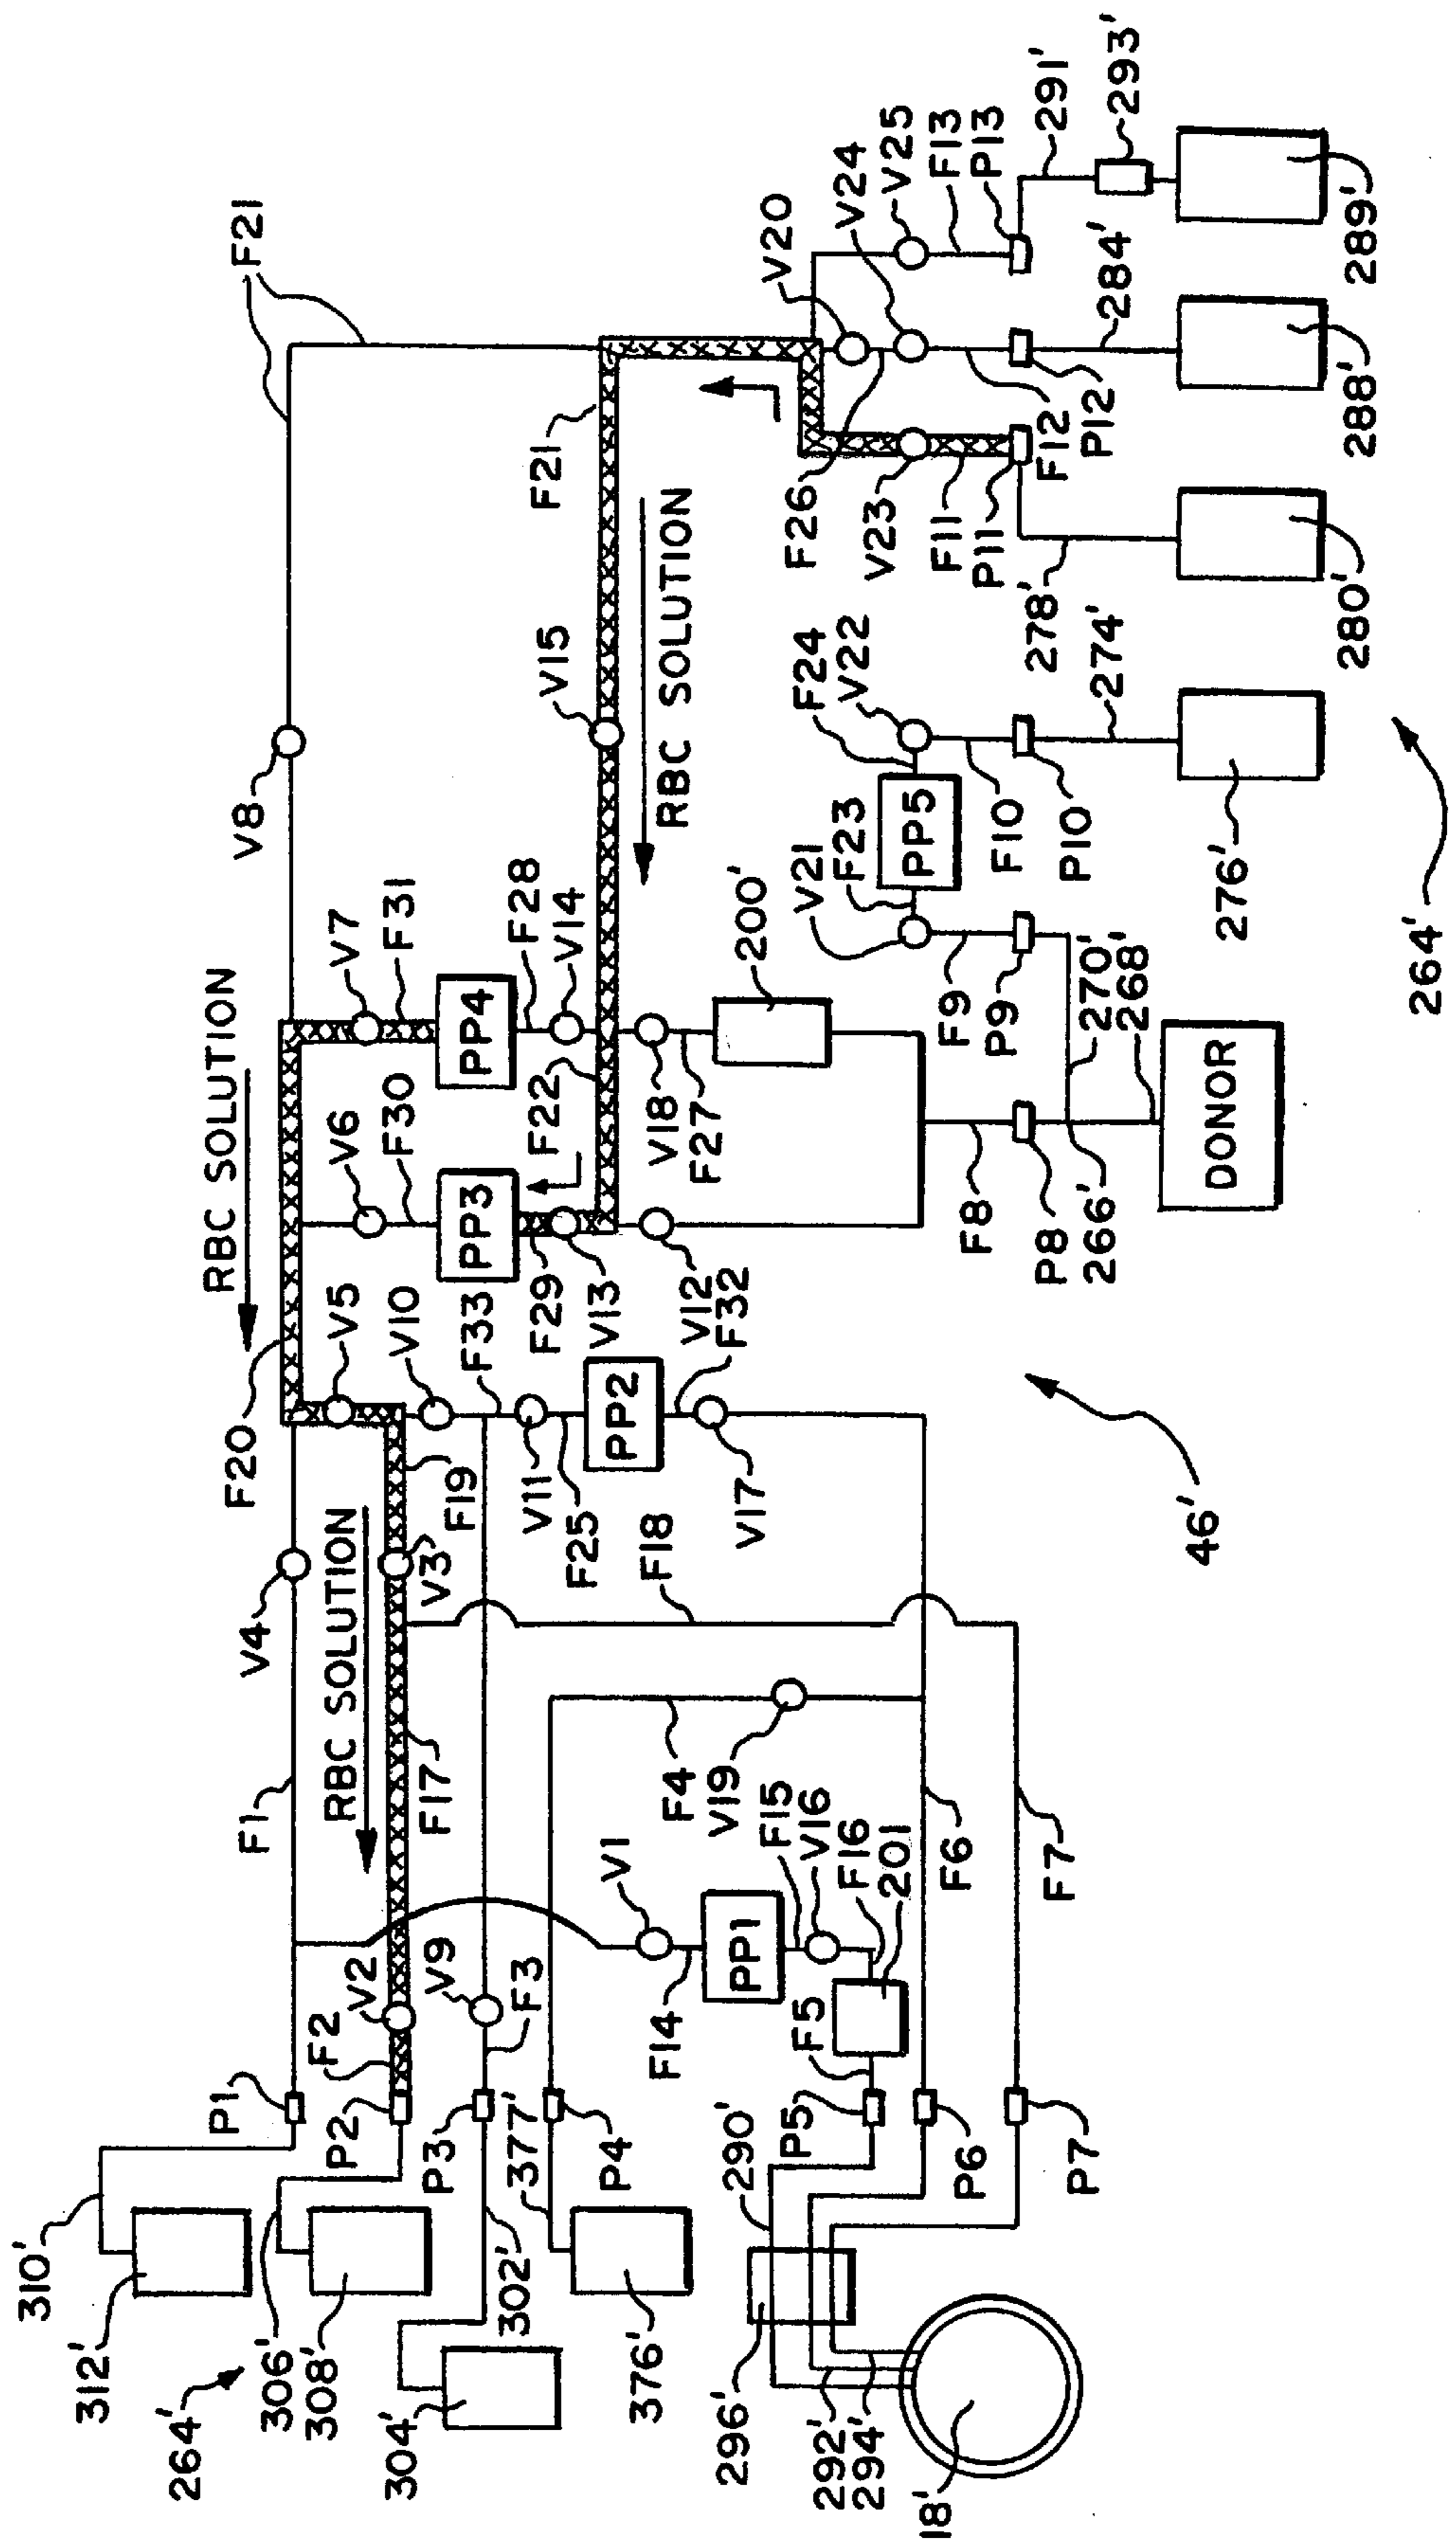 310'
312'
264'
306'
308'
304'
302'
377'
376'
296'
290'
292'
294'
18'
P1
P2
P3
P4
P5
P6
P7
F1
F2
V2
V9
F3
F14
F5
V1
PP1
F15
V16
F16
201
F4
V19
F6
F7
F17
RBC SOLUTION
V4
V3
F18
F19
F20
V5
V10
F33
V11
F25
PP2
F32
V17
46'
RBC SOLUTION
V6
F30
PP3
F29
V13
V12
F22
V7
F31
PP4
F28
V14
V18
F27
200'
F8
P8
266'
268'
270'
DONOR
V8
V15
F21
F21
RBC SOLUTION
V21
F23
PP5
F24
V22
F9
P9
F10
P10
274'
276'
264'
F26
V23
F11
P11
278'
280'
V20
V24
F12
P12
284'
288'
V25
F13
P13
291'
293'
289'